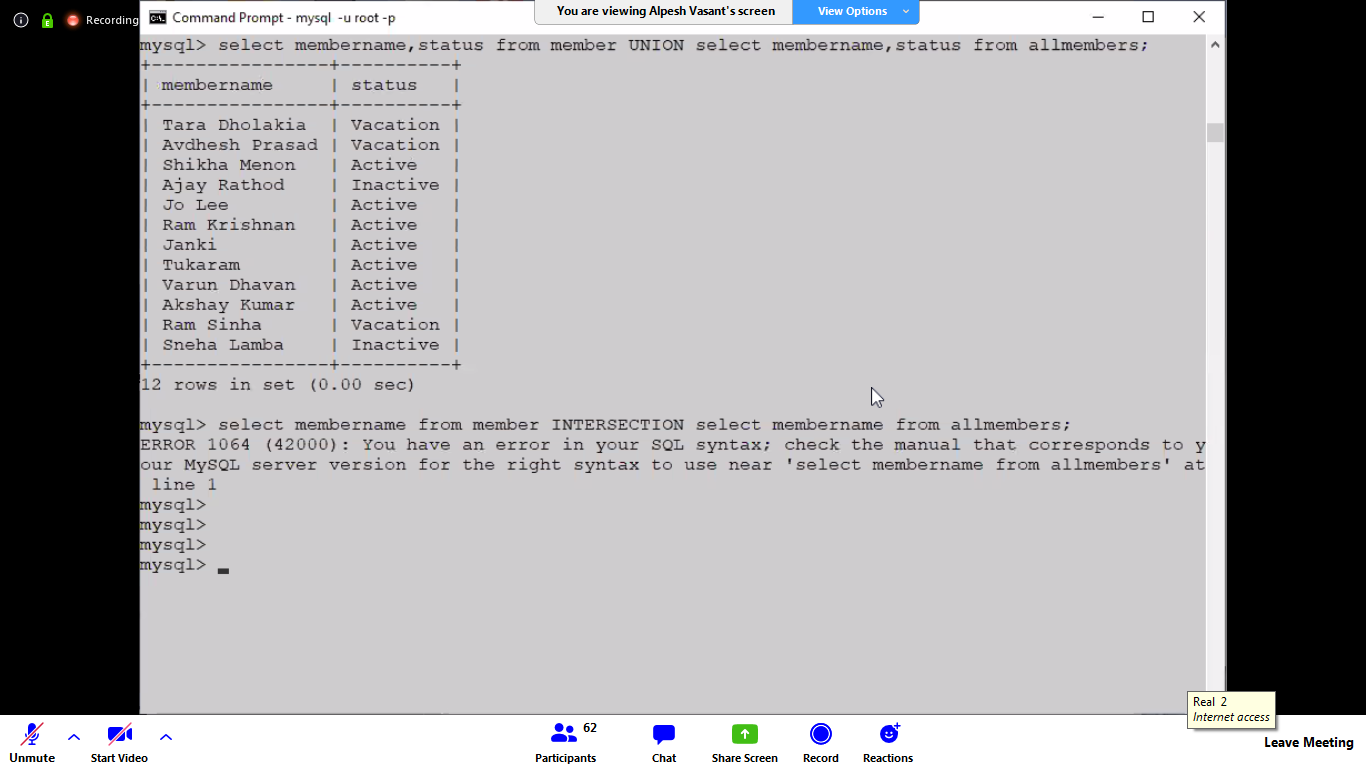 Recording
Command Prompt - mysql -u root -p
You are viewing Alpesh Vasant's screen
View Options
mysql> select membername,status from member UNION select membername,status from allmembers;
+----------------+----------+
| membername     | status   |
+----------------+----------+
| Tara Dholakia  | Vacation |
| Avdhesh Prasad | Vacation |
| Shikha Menon   | Active   |
| Ajay Rathod    | Inactive |
| Jo Lee         | Active   |
| Ram Krishnan   | Active   |
| Janki          | Active   |
| Tukaram        | Active   |
| Varun Dhavan   | Active   |
| Akshay Kumar   | Active   |
| Ram Sinha      | Vacation |
| Sneha Lamba    | Inactive |
+----------------+----------+
12 rows in set (0.00 sec)
mysql> select membername from member INTERSECTION select membername from allmembers;
ERROR 1064 (42000): You have an error in your SQL syntax; check the manual that corresponds to y
our MySQL server version for the right syntax to use near 'select membername from allmembers' at
 line 1
mysql>
mysql>
mysql>
mysql>
Real 2
Internet access
Unmute
Start Video
62
Participants
Chat
Share Screen
Record
Reactions
Leave Meeting